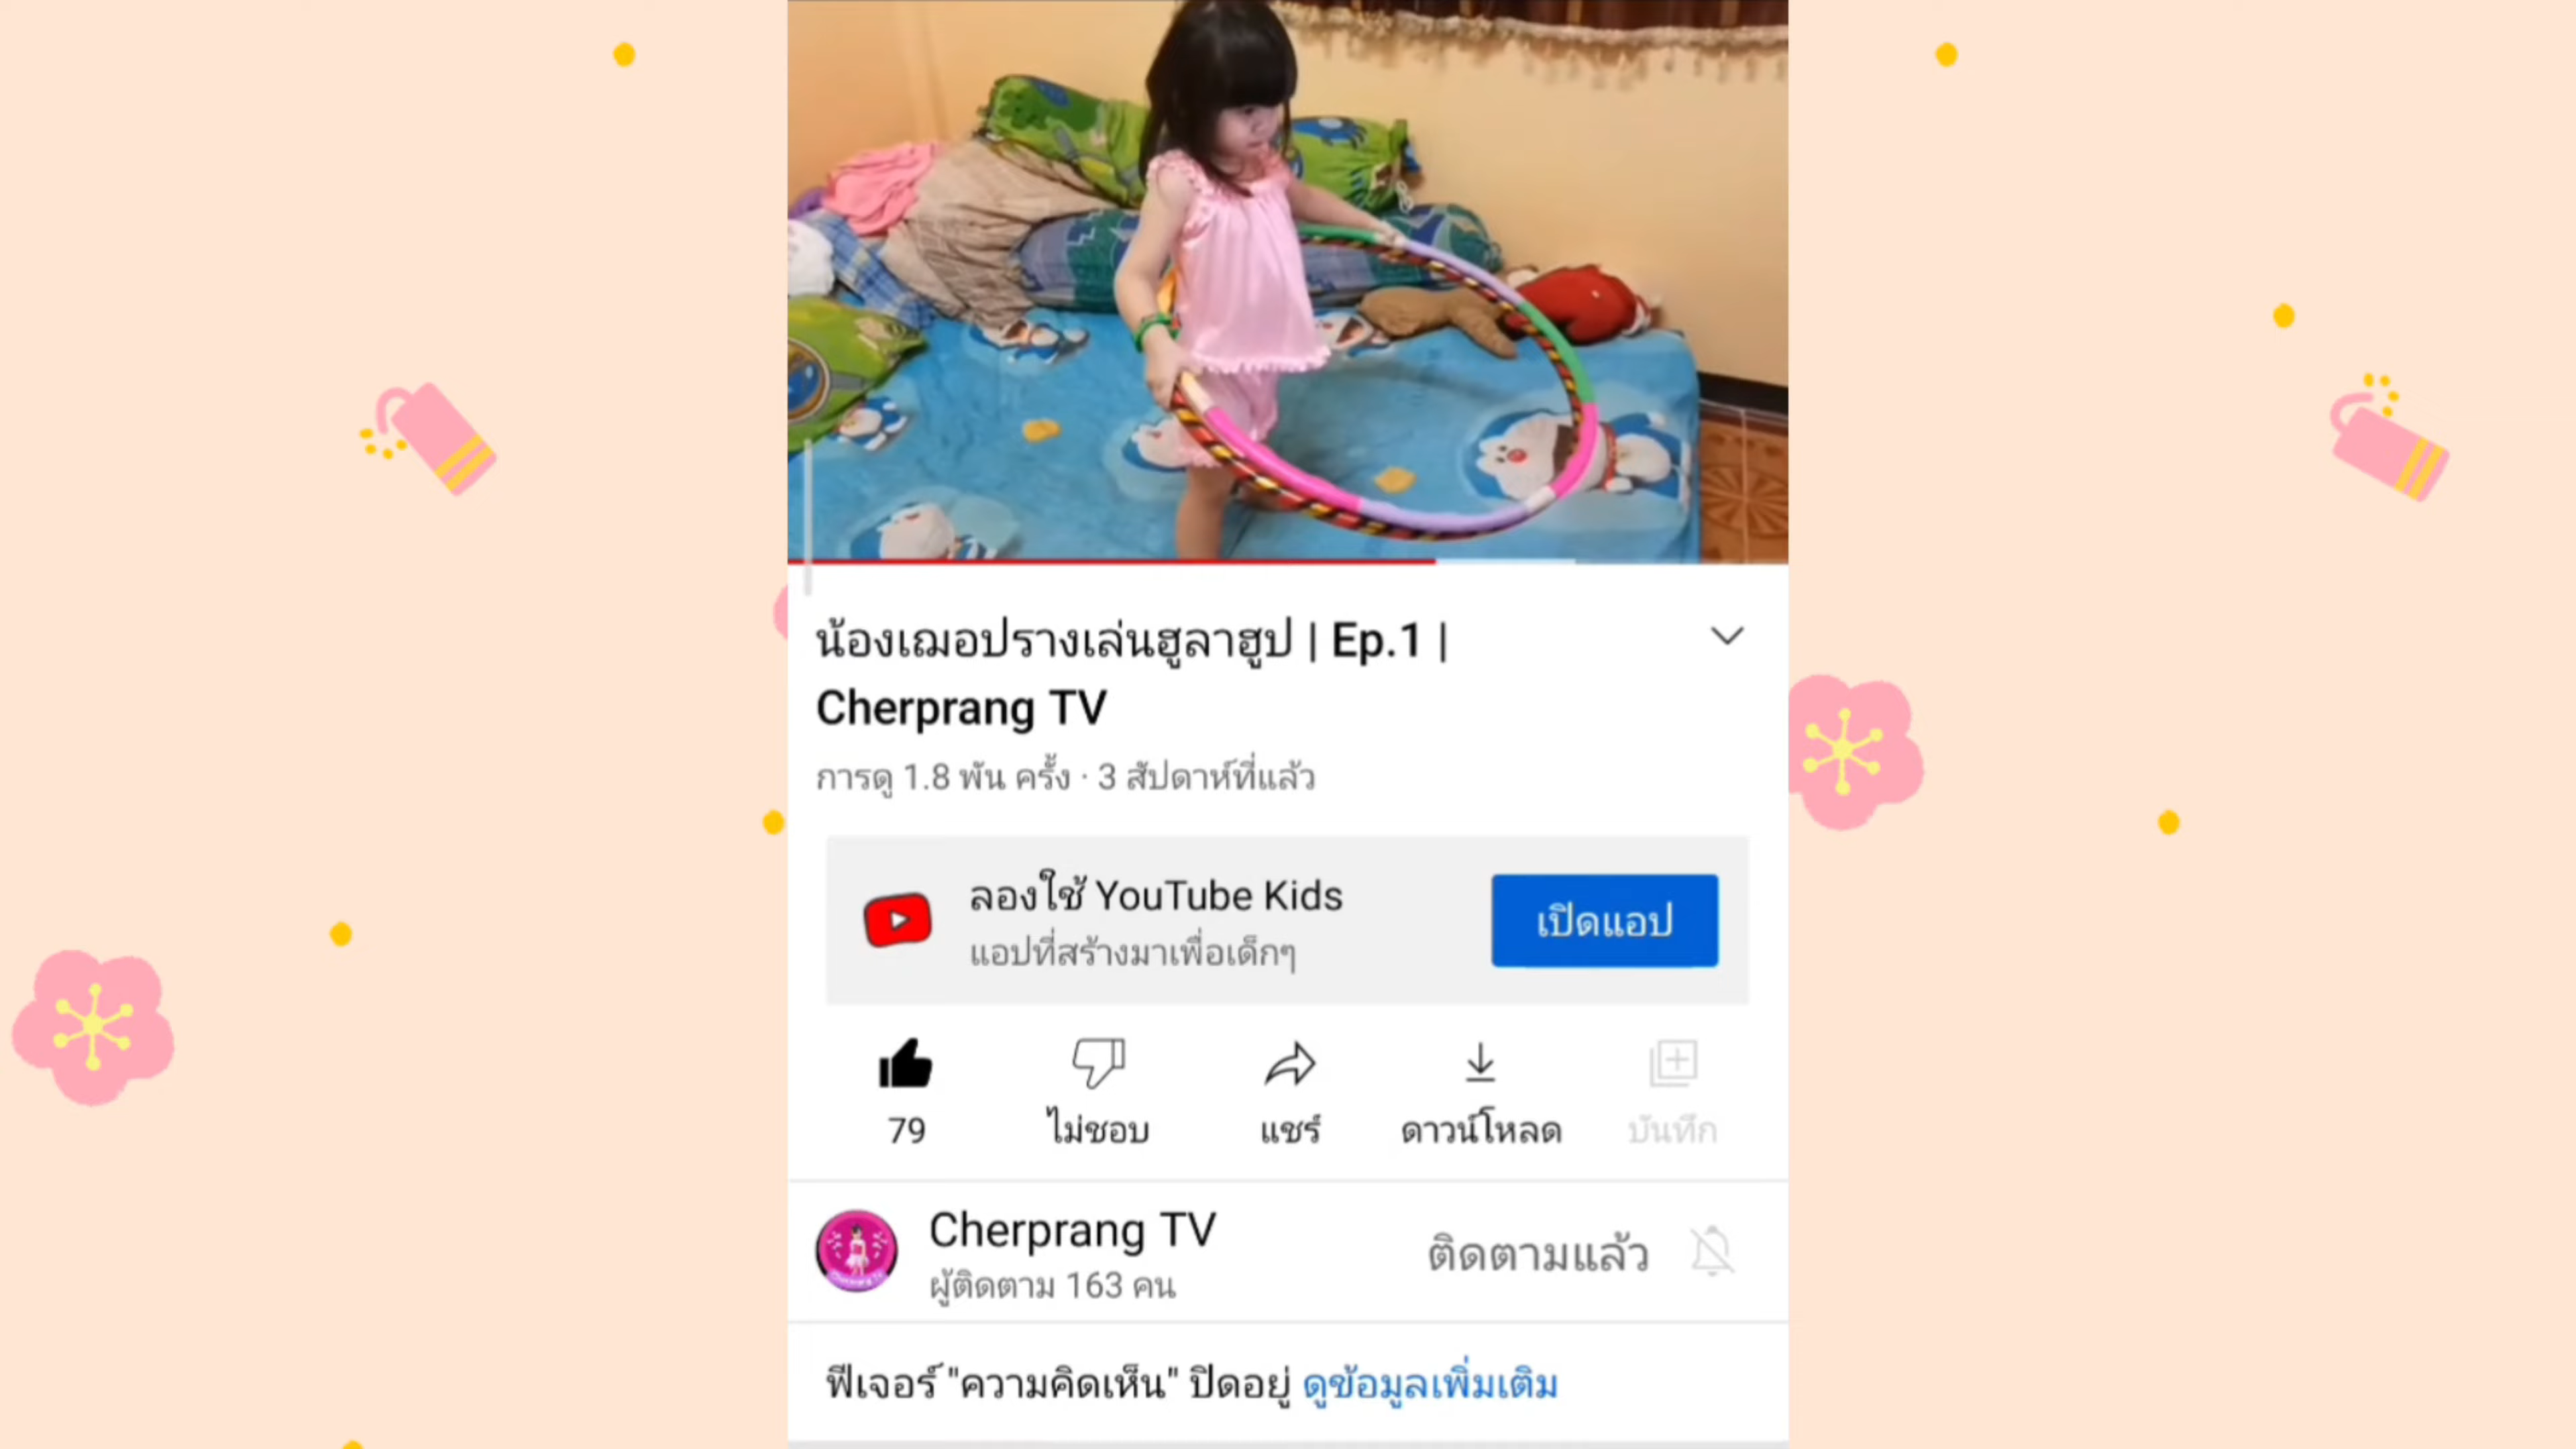 น้องเฌอปรางเล่นฮูลาฮูป | Ep.1 |
Cherprang TV
การดู 1.8 พัน ครั้ง · 3 สัปดาห์ที่แล้ว
ลองใช้ YouTube Kids
แอปที่สร้างมาเพื่อเด็กๆ
เปิดแอป
79
ไม่ชอบ
แชร์
ดาวน์โหลด
บันทึก
Cherprang TV
ผู้ติดตาม 163 คน
ติดตามแล้ว
ฟีเจอร์ "ความคิดเห็น" ปิดอยู่ ดูข้อมูลเพิ่มเติม